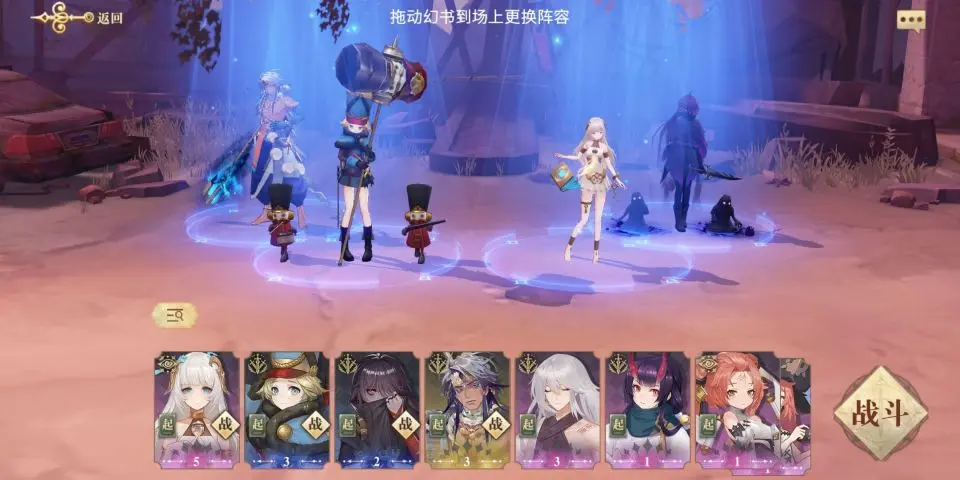 返回
拖动幻书到场上更换阵容
起 战 5
起 战 3
起 战 2
起 战 3
起 3
起 1
起 1
战斗